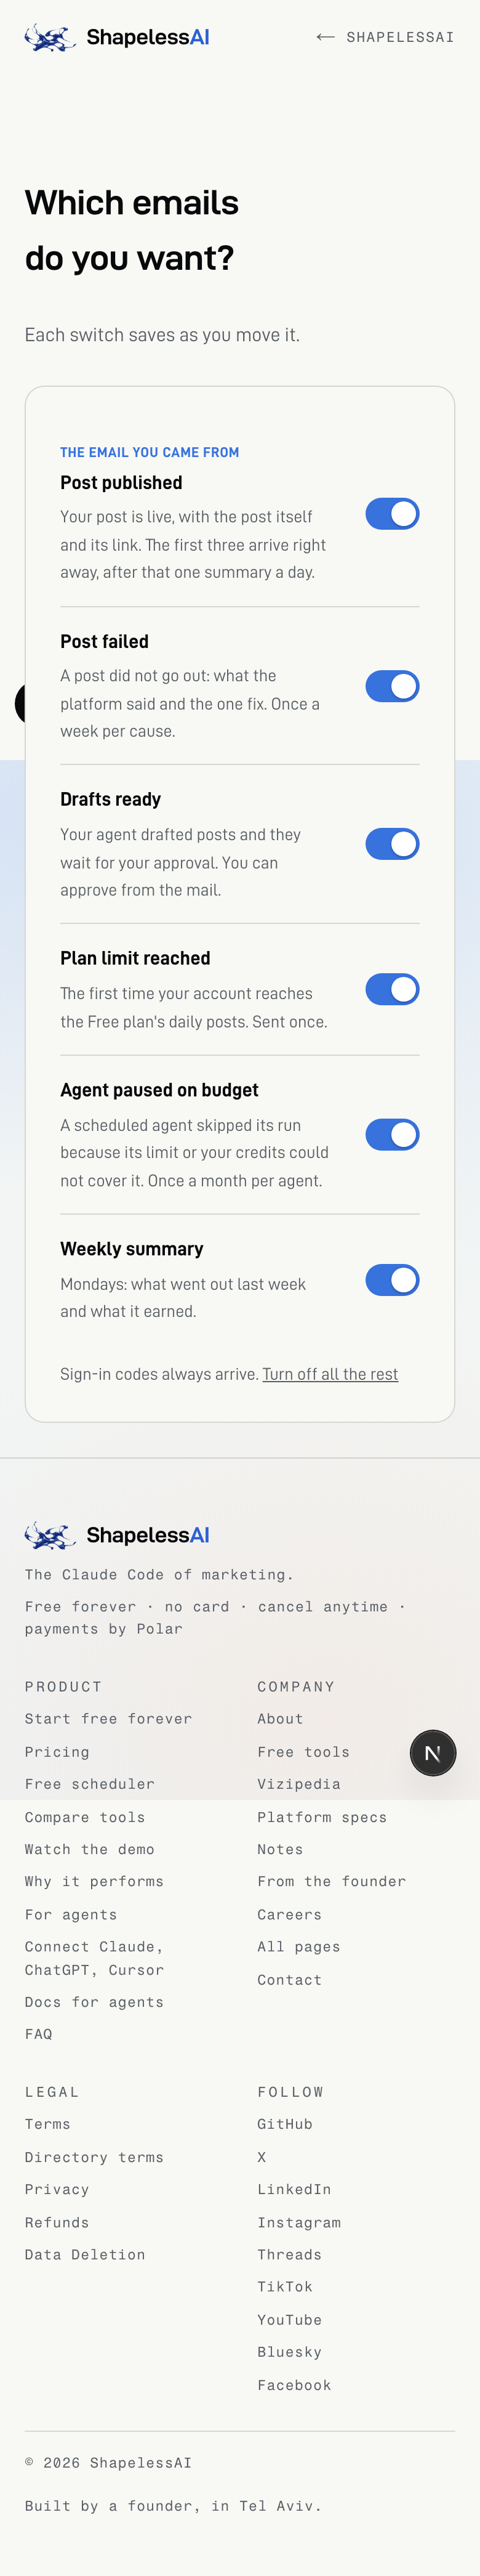 ShapelessAI
← SHAPELESSAI
Which emails
do you want?
Each switch saves as you move it.
THE EMAIL YOU CAME FROM
Post published
Your post is live, with the post itself
and its link. The first three arrive right
away, after that one summary a day.
Post failed
A post did not go out: what the
platform said and the one fix. Once a
week per cause.
Drafts ready
Your agent drafted posts and they
wait for your approval. You can
approve from the mail.
Plan limit reached
The first time your account reaches
the Free plan's daily posts. Sent once.
Agent paused on budget
A scheduled agent skipped its run
because its limit or your credits could
not cover it. Once a month per agent.
Weekly summary
Mondays: what went out last week
and what it earned.
Sign-in codes always arrive. Turn off all the rest
ShapelessAI
The Claude Code of marketing.
Free forever · no card · cancel anytime ·
payments by Polar
PRODUCT
Start free forever
Pricing
Free scheduler
Compare tools
Watch the demo
Why it performs
For agents
Connect Claude,
ChatGPT, Cursor
Docs for agents
FAQ
COMPANY
About
Free tools
Vizipedia
Platform specs
Notes
From the founder
Careers
All pages
Contact
N
LEGAL
Terms
Directory terms
Privacy
Refunds
Data Deletion
FOLLOW
GitHub
X
LinkedIn
Instagram
Threads
TikTok
YouTube
Bluesky
Facebook
© 2026 ShapelessAI
Built by a founder, in Tel Aviv.